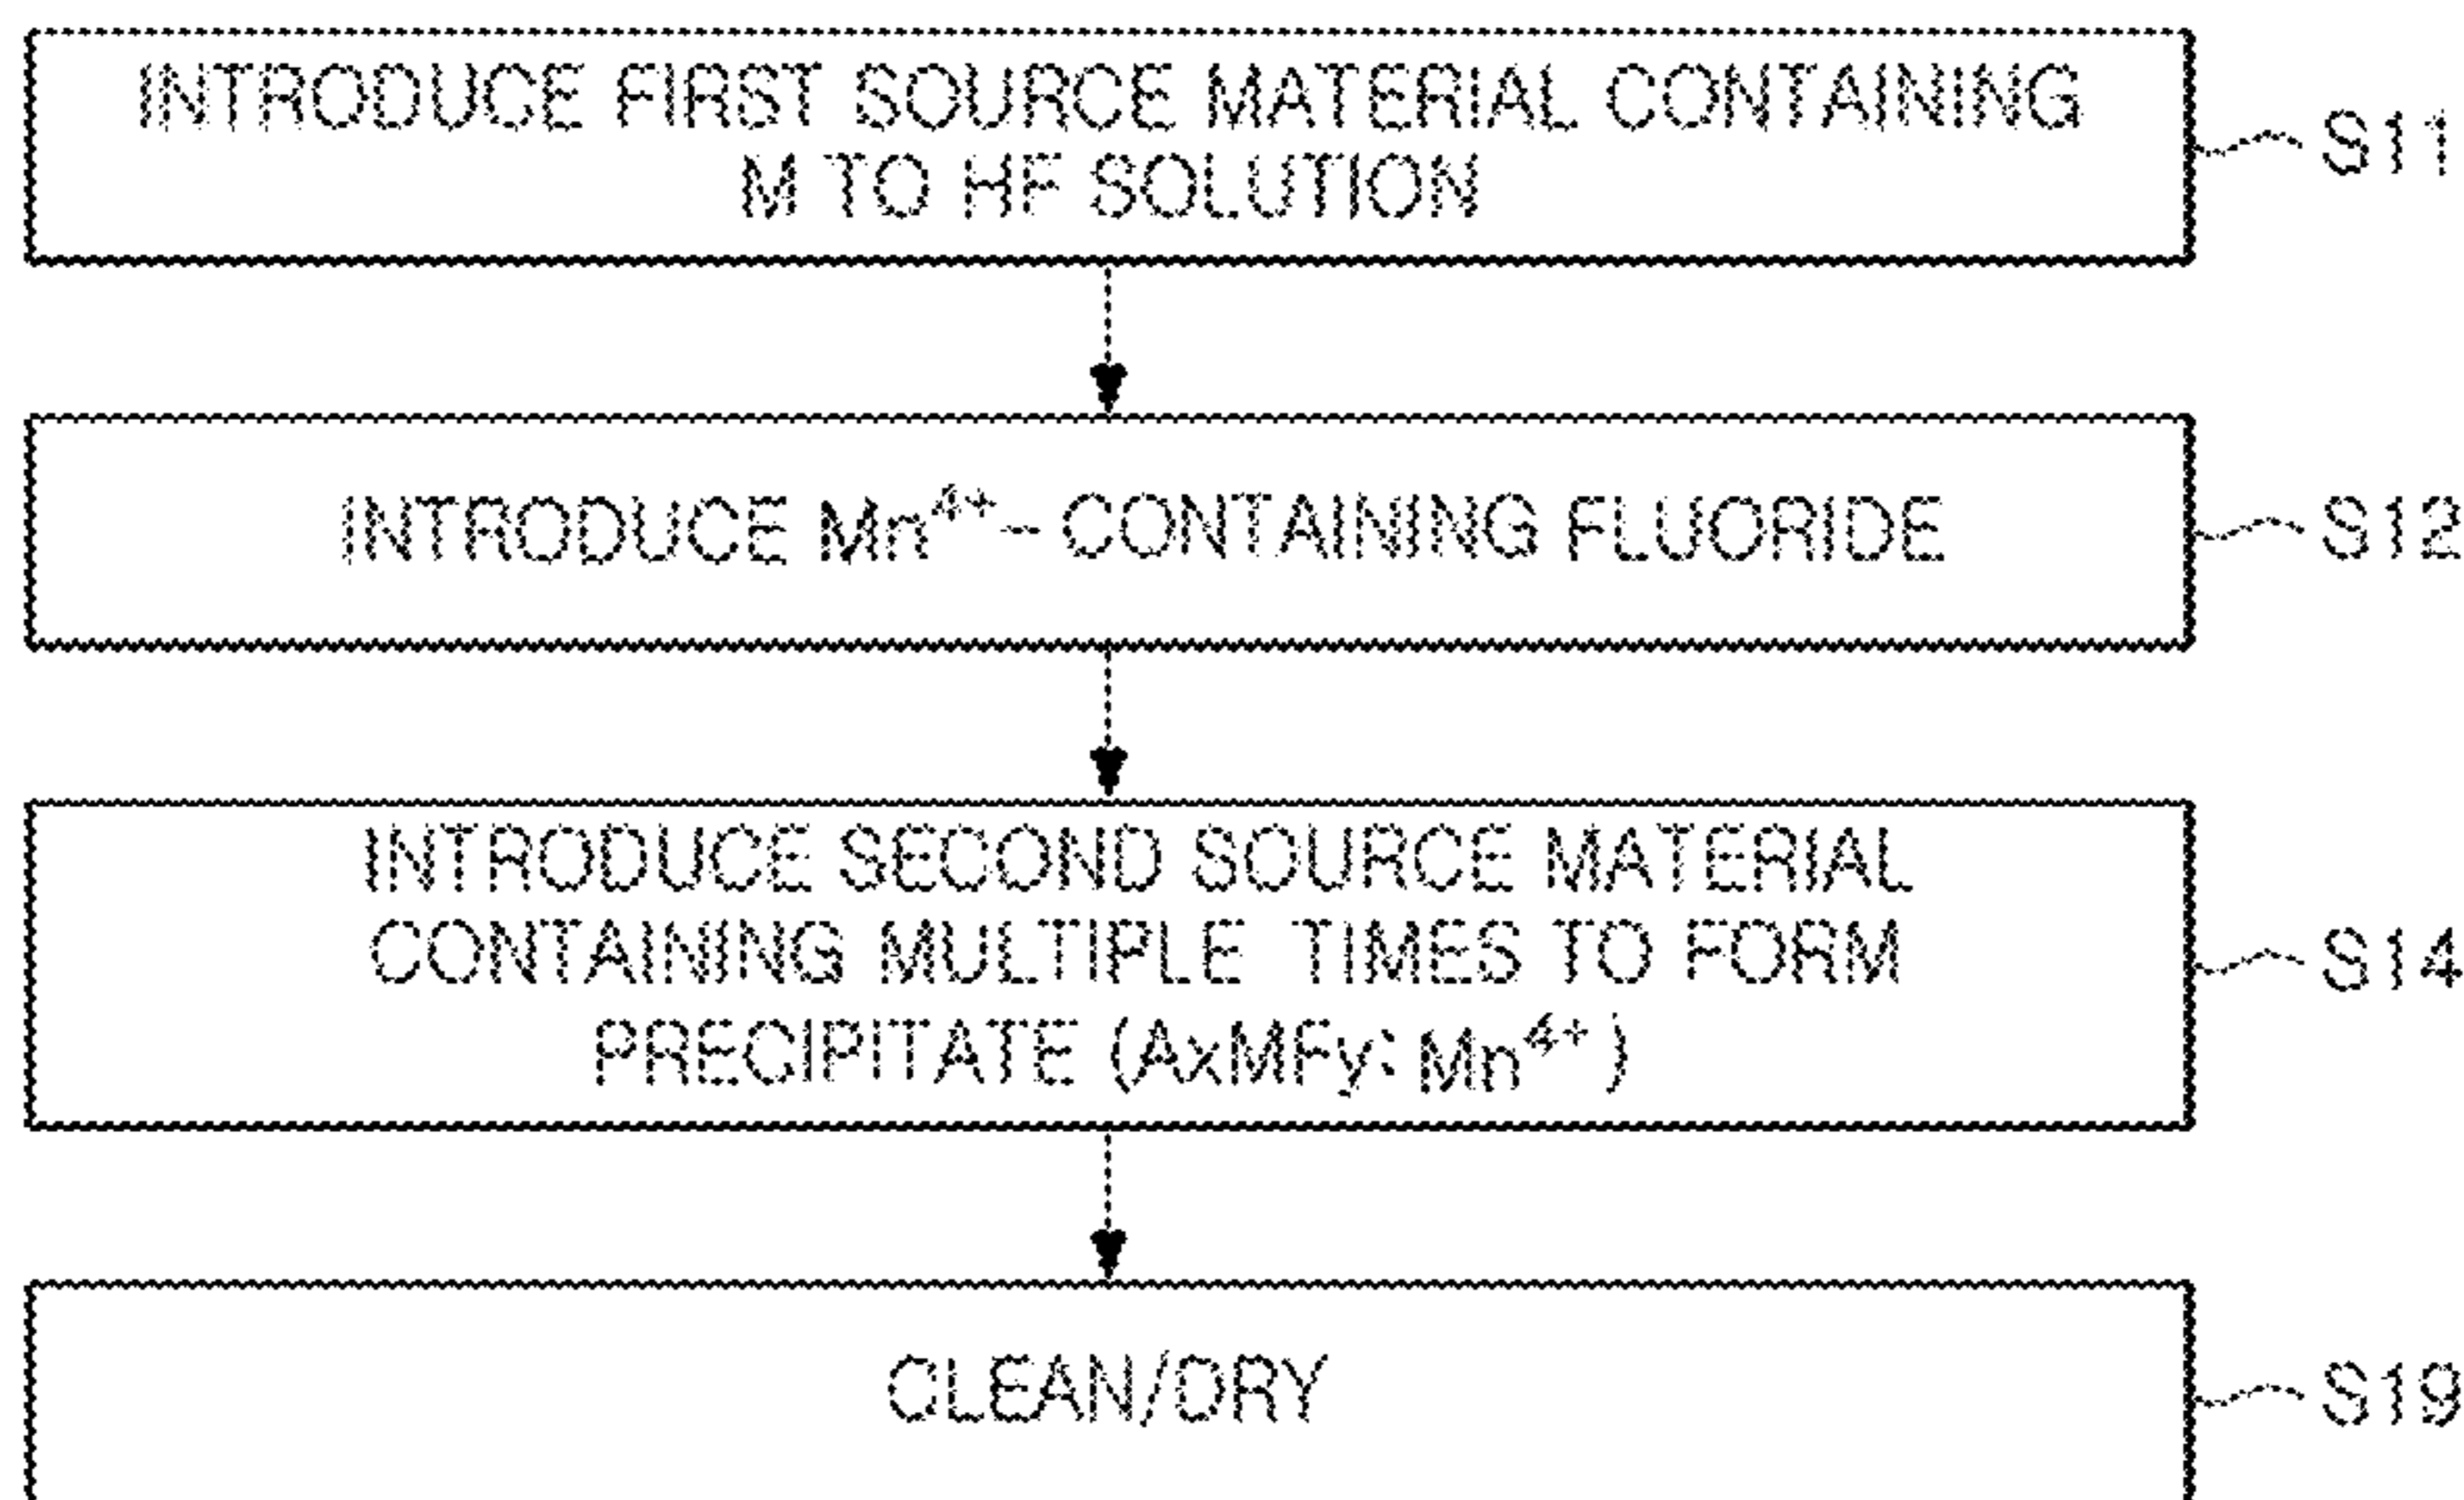 INTRODUCE FIRST SOURCE MATERIAL CONTAINING
M TO HF SOLUTION
S11
INTRODUCE Mn⁴⁺- CONTAINING FLUORIDE
S12
INTRODUCE SECOND SOURCE MATERIAL
CONTAINING MULTIPLE TIMES TO FORM
PRECIPITATE (AxMFy: Mn⁴⁺)
S14
CLEAN/DRY
S19